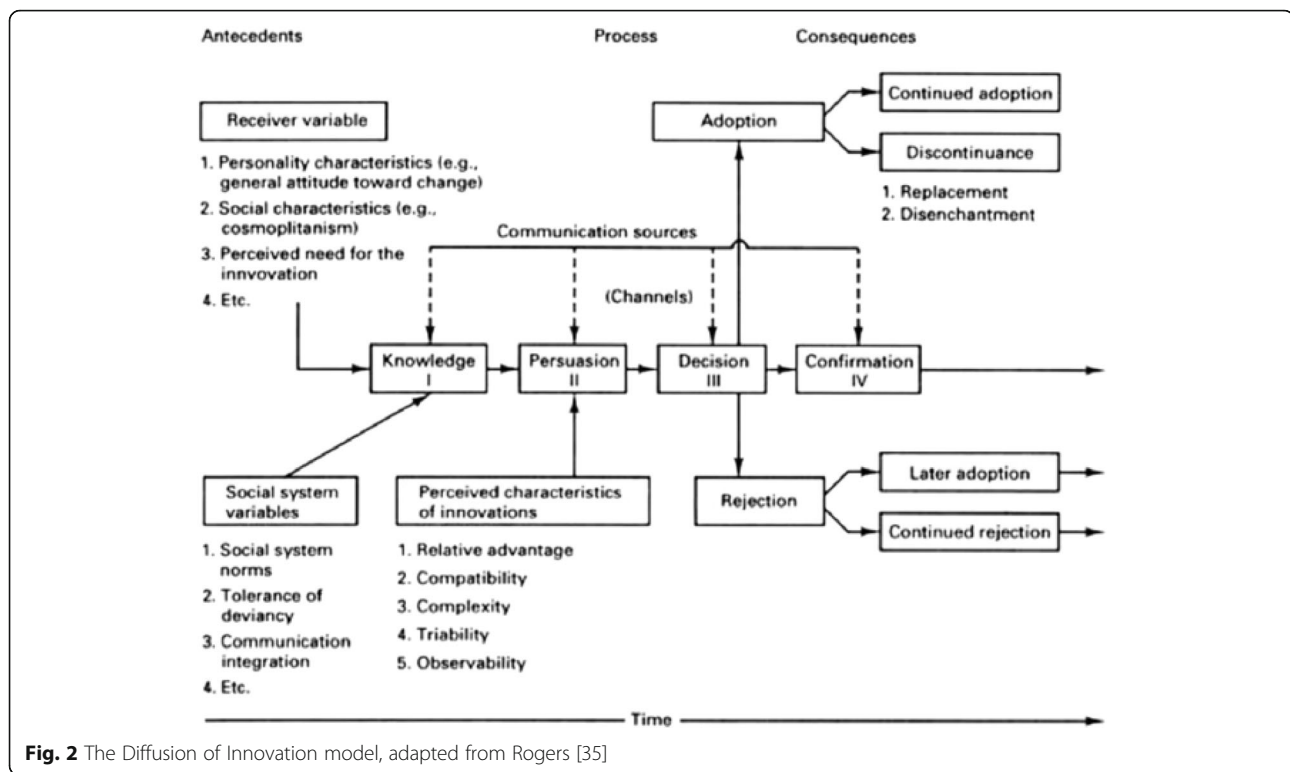 Antecedents
Process
Consequences
Receiver variable
1. Personality characteristics (e.g.,
general attitude toward change)
2. Social characteristics (e.g.,
cosmoplitanism)
3. Perceived need for the
innvovation
4. Etc.
Adoption
Continued adoption
Discontinuance
1. Replacement
2. Disenchantment
Communication sources
(Channels)
Knowledge
I
Persuasion
II
Decision
III
Confirmation
IV
Social system
variables
1. Social system
norms
2. Tolerance of
deviancy
3. Communication
integration
4. Etc.
Perceived characteristics
of innovations
1. Relative advantage
2. Compatibility
3. Complexity
4. Triability
5. Observability
Rejection
Later adoption
Continued rejection
Time
Fig. 2 The Diffusion of Innovation model, adapted from Rogers [35]